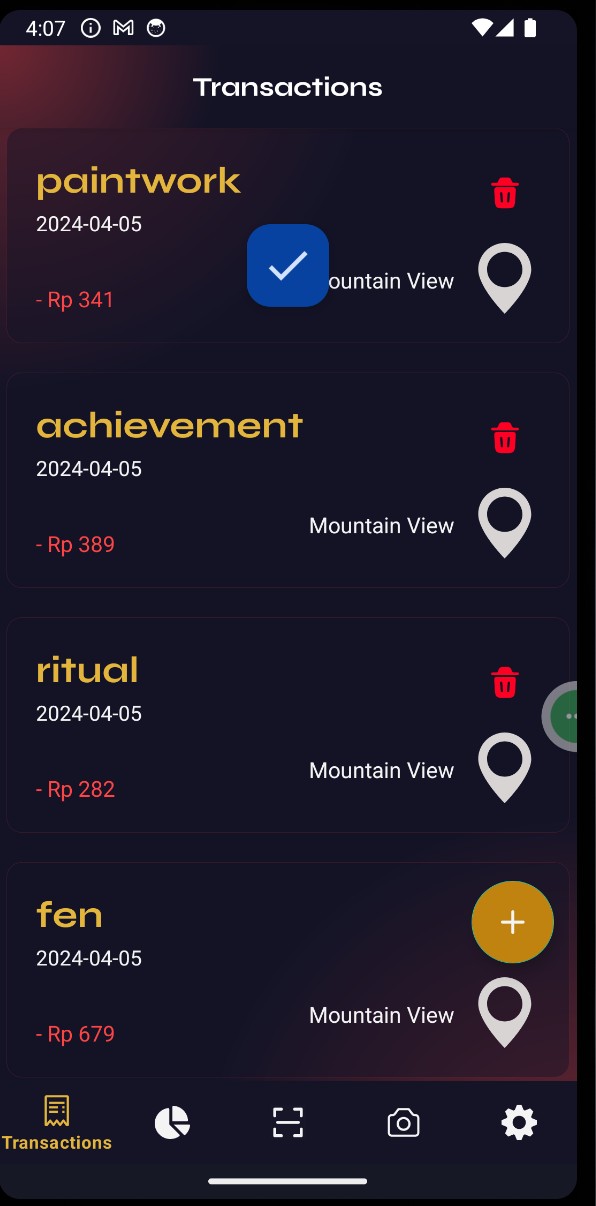 4:07
Transactions
paintwork
2024-04-05
ountain View
- Rp 341
achievement
2024-04-05
Mountain View
- Rp 389
ritual
2024-04-05
Mountain View
- Rp 282
fen
2024-04-05
Mountain View
- Rp 679
Transactions